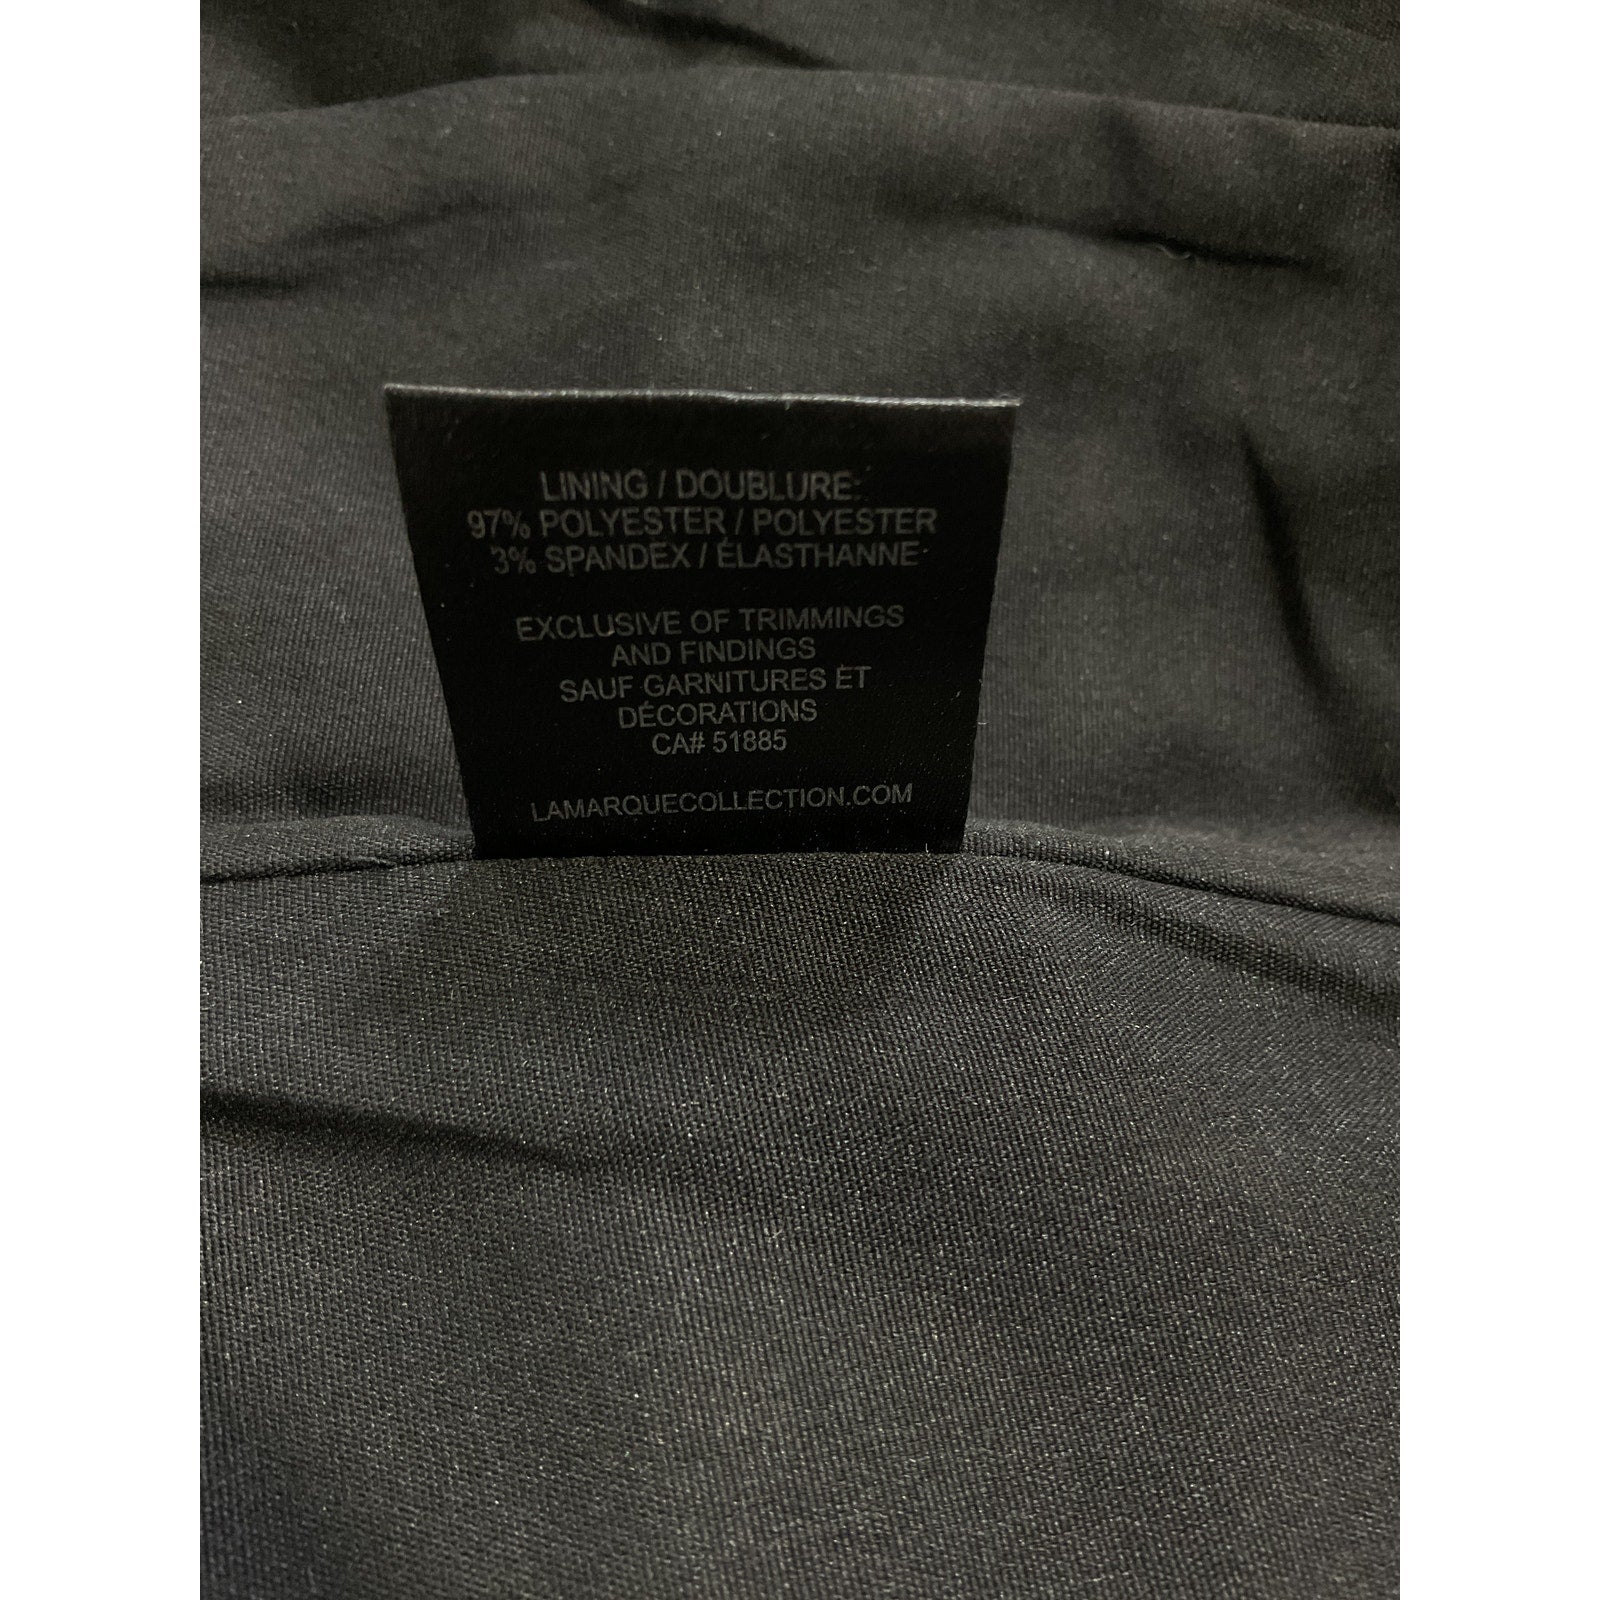 LINING / DOUBLURE:
97% POLYESTER / POLYESTER
3% SPANDEX / ÉLASTHANNE
EXCLUSIVE OF TRIMMINGS
AND FINDINGS
SAUF GARNITURES ET
DÉCORATIONS
CA# 51885
LAMARQUECOLLECTION.COM